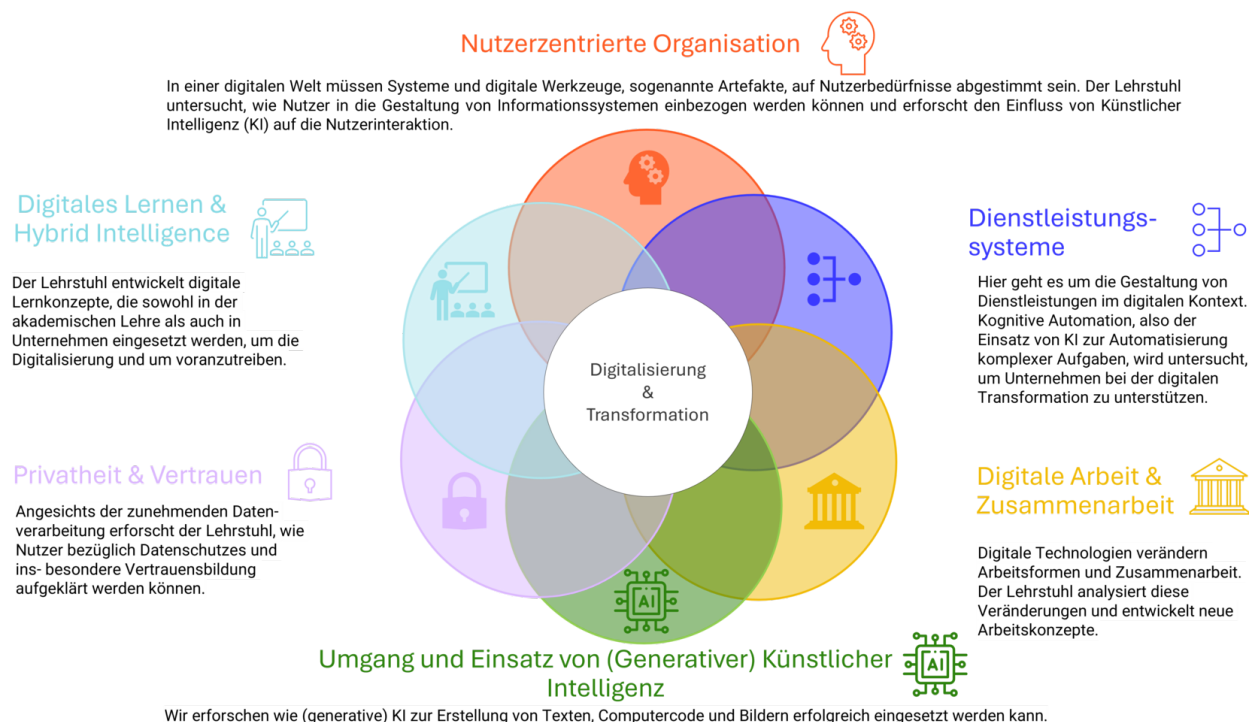 Nutzerzentrierte Organisation
In einer digitalen Welt müssen Systeme und digitale Werkzeuge, sogenannte Artefakte, auf Nutzerbedürfnisse abgestimmt sein. Der Lehrstuhl
untersucht, wie Nutzer in die Gestaltung von Informationssystemen einbezogen werden können und erforscht den Einfluss von Künstlicher
Intelligenz (KI) auf die Nutzerinteraktion.
Digitales Lernen &
Hybrid Intelligence
Der Lehrstuhl entwickelt digitale
Lernkonzepte, die sowohl in der
akademischen Lehre als auch in
Unternehmen eingesetzt werden, um die
Digitalisierung und um voranzutreiben.
Dienstleistungs-
systeme
Hier geht es um die Gestaltung von
Dienstleistungen im digitalen Kontext.
Kognitive Automation, also der
Einsatz von KI zur Automatisierung
komplexer Aufgaben, wird untersucht,
um Unternehmen bei der digitalen
Transformation zu unterstützen.
Digitalisierung
&
Transformation
Privatheit & Vertrauen
Angesichts der zunehmenden Daten-
verarbeitung erforscht der Lehrstuhl, wie
Nutzer bezüglich Datenschutzes und
ins- besondere Vertrauensbildung
aufgeklärt werden können.
Digitale Arbeit &
Zusammenarbeit
Digitale Technologien verändern
Arbeitsformen und Zusammenarbeit.
Der Lehrstuhl analysiert diese
Veränderungen und entwickelt neue
Arbeitskonzepte.
AI
Umgang und Einsatz von (Generativer) Künstlicher
Intelligenz
AI
Wir erforschen wie (generative) KI zur Erstellung von Texten, Computercode und Bildern erfolgreich eingesetzt werden kann.